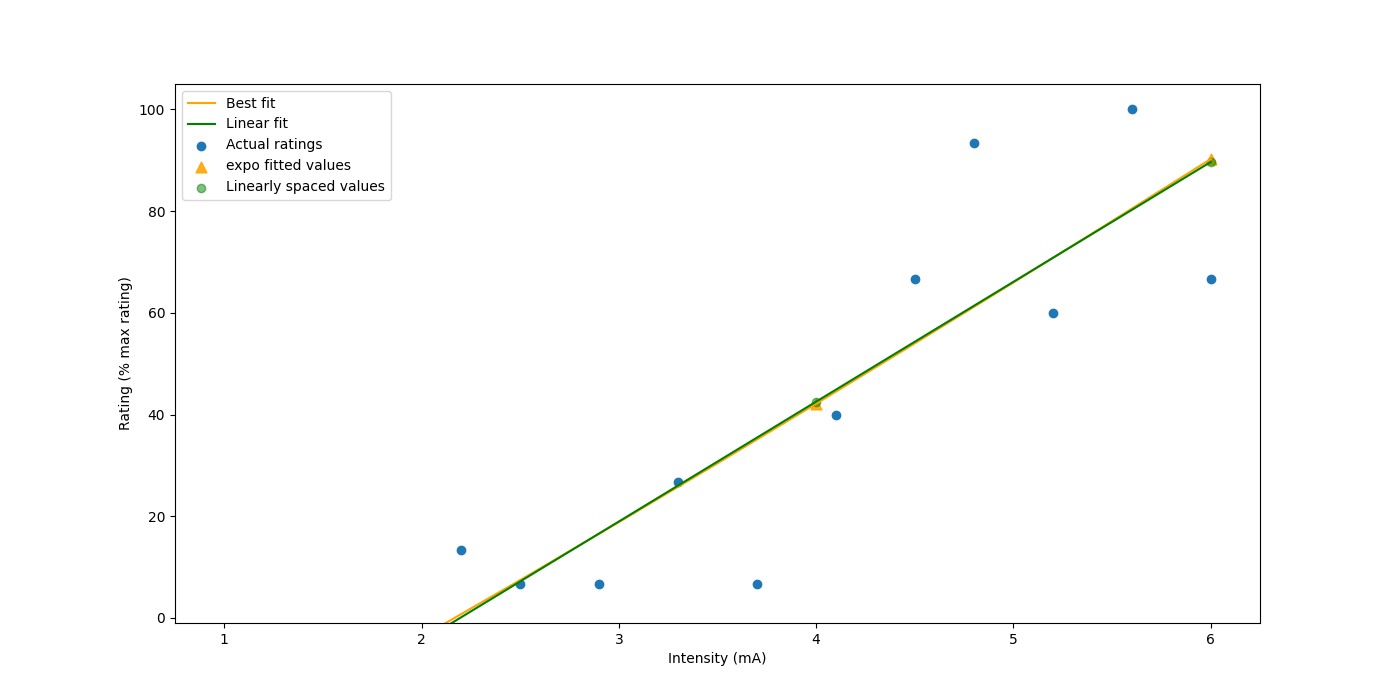 Best fit
Linear fit
Actual ratings
expo fitted values
Linearly spaced values
100
80
60
40
20
0
Rating (% max rating)
1 2 3 4 5 6
Intensity (mA)